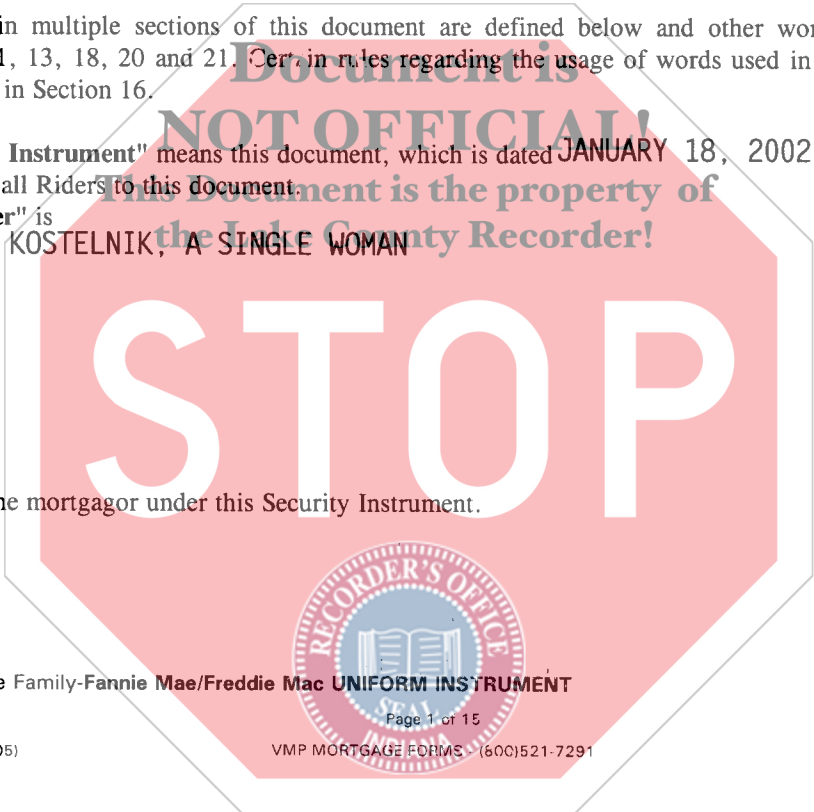 in multiple sections of this document are defined below and other wor
1, 13, 18, 20 and 21. Certain rules regarding the usage of words used in
in Section 16.
Document is
NOT OFFICIAL!
This Document is the property of
the Lake County Recorder!
Instrument" means this document, which is dated JANUARY 18, 2002
all Riders to this document.
er" is
KOSTELNIK, A SINGLE WOMAN
STOP
he mortgagor under this Security Instrument.
RECORDER'S OFFICE
SEAL
INDIANA
e Family-Fannie Mae/Freddie Mac UNIFORM INSTRUMENT
Page 1 of 15
05)
VMP MORTGAGE FORMS - (800)521-7291